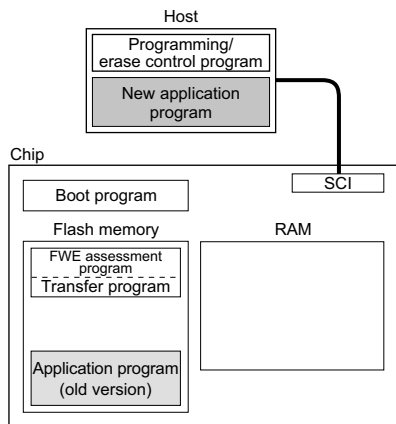 Host
Programming/
erase control program
New application
program
Chip
SCI
Boot program
Flash memory
RAM
FWE assessment
program
Transfer program
Application program
(old version)